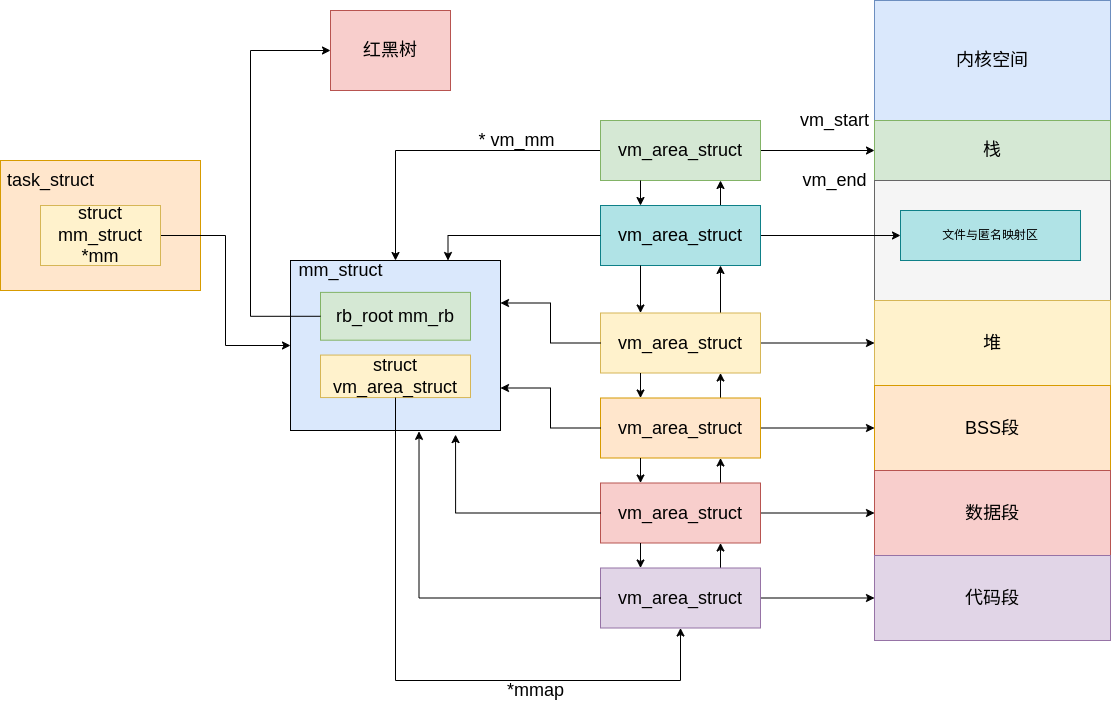 红黑树
内核空间
vm_start
* vm_mm
vm_area_struct
栈
task_struct
struct
mm_struct
*mm
vm_end
vm_area_struct
文件与匿名映射区
mm_struct
rb_root mm_rb
struct
vm_area_struct
vm_area_struct
堆
vm_area_struct
BSS段
vm_area_struct
数据段
vm_area_struct
代码段
*mmap